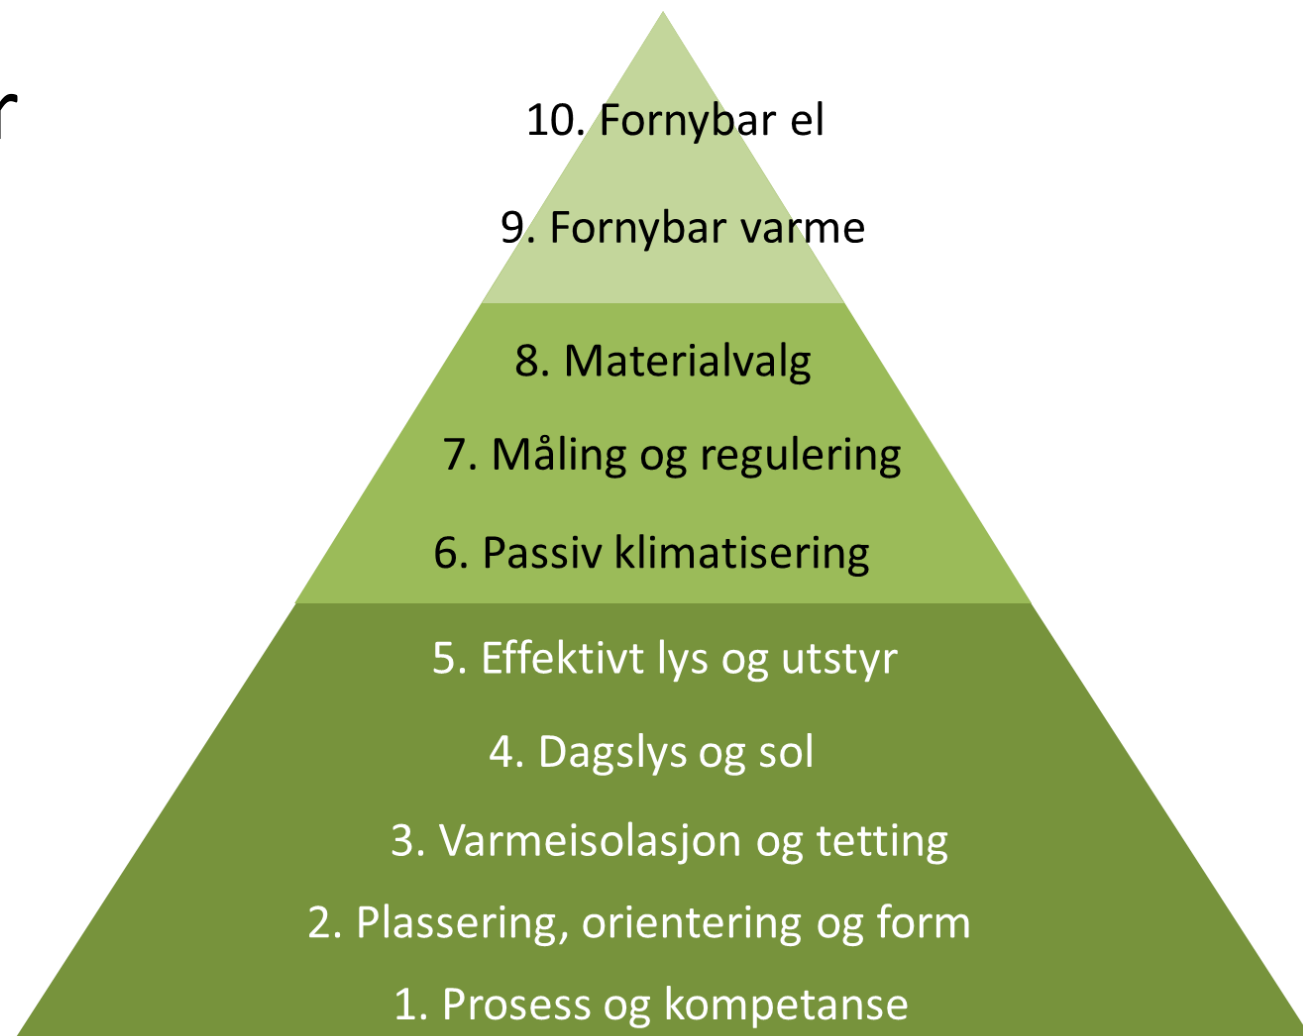 r
10. Fornybar el
9. Fornybar varme
8. Materialvalg
7. Måling og regulering
6. Passiv klimatisering
5. Effektivt lys og utstyr
4. Dagslys og sol
3. Varmeisolasjon og tetting
2. Plassering, orientering og form
1. Prosess og kompetanse